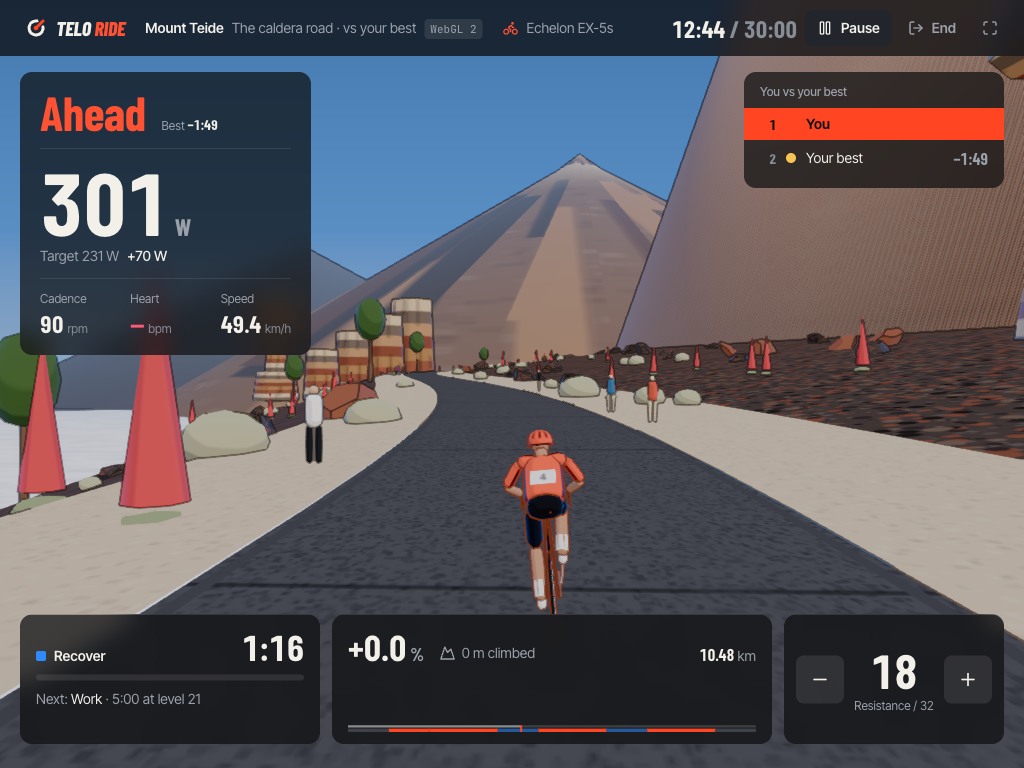 TELO RIDE Mount Teide The caldera road · vs your best WebGL 2 Echelon EX-5s 12:44 / 30:00 Pause End
Ahead Best −1:49
301 W
Target 231 W +70 W
Cadence Heart Speed
90 rpm — bpm 49.4 km/h
You vs your best
1 You
2 Your best −1:49
4
Recover 1:16
Next: Work · 5:00 at level 21
+0.0 % 0 m climbed 10.48 km
− 18 +
Resistance / 32